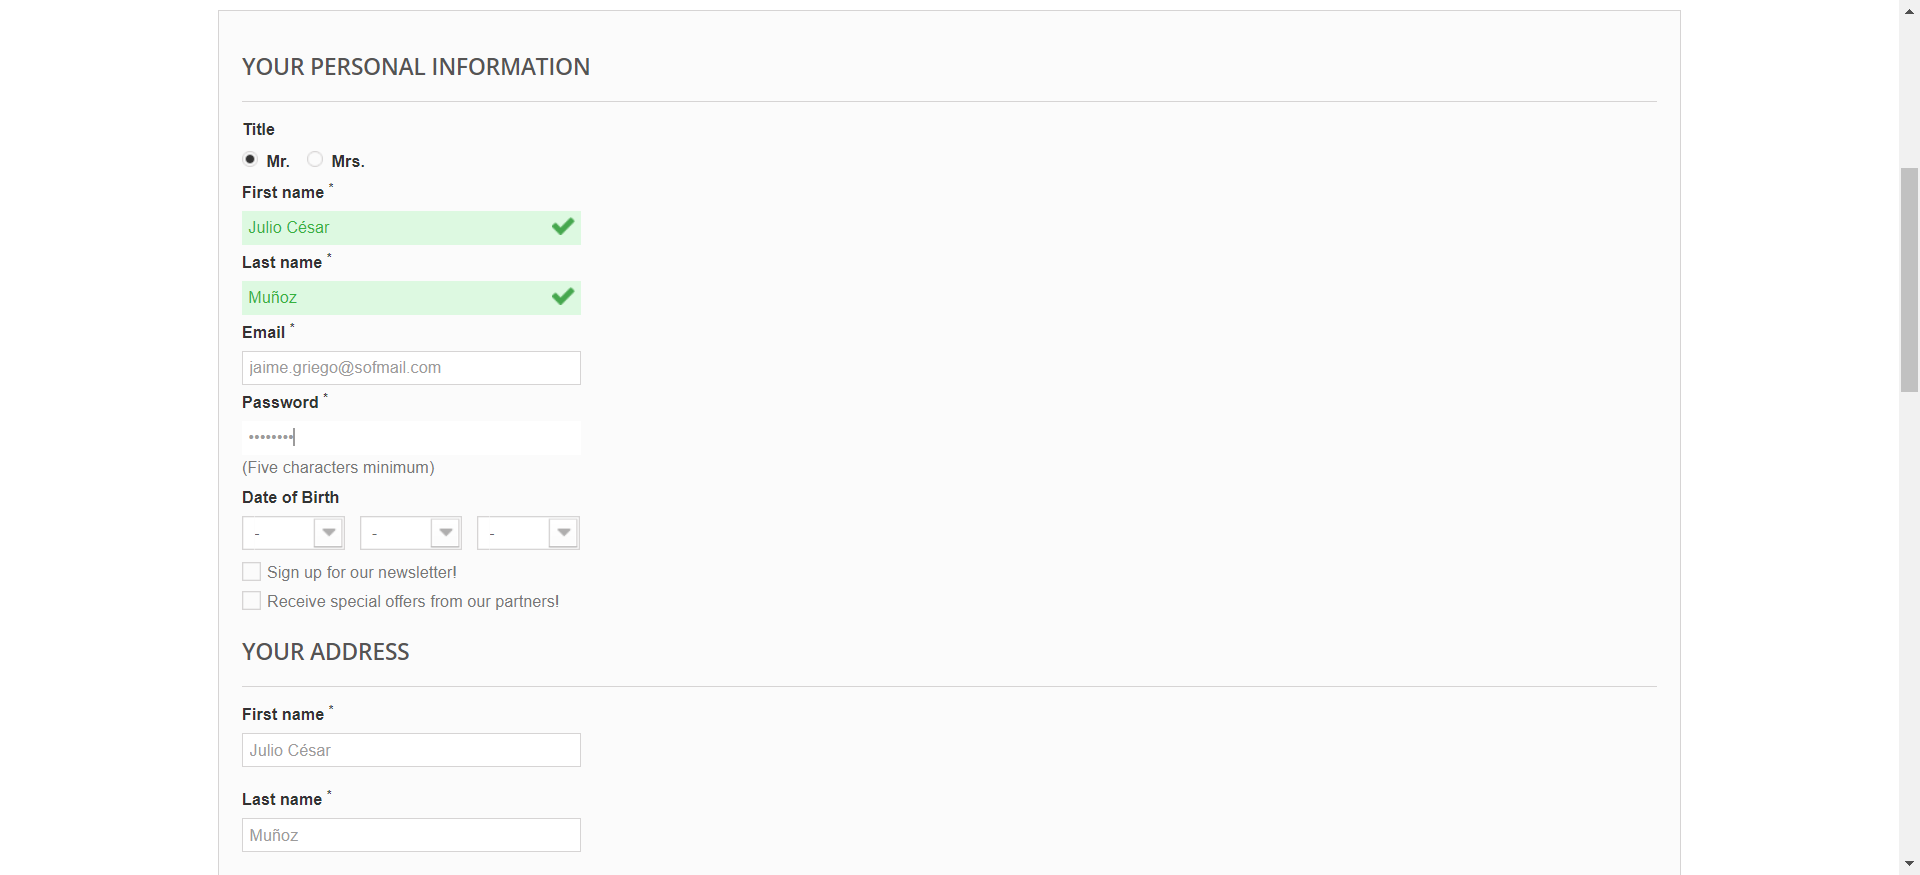 YOUR PERSONAL INFORMATION
Title
Mr. Mrs.
First name *
Julio César
Last name *
Muñoz
Email *
jaime.griego@sofmail.com
Password *
••••••••
(Five characters minimum)
Date of Birth
- - -
Sign up for our newsletter!
Receive special offers from our partners!
YOUR ADDRESS
First name *
Julio César
Last name *
Muñoz